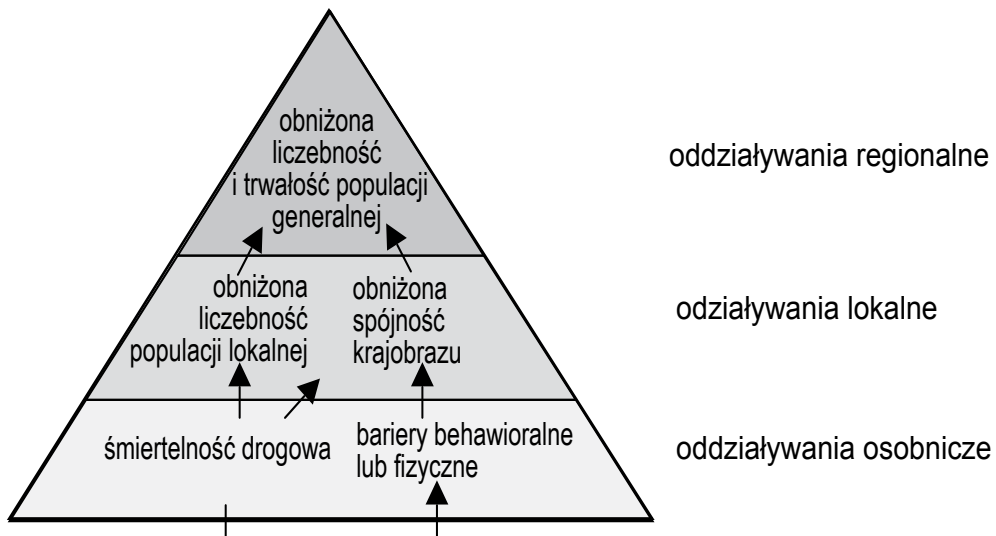 obniżona
liczebność
i trwałość populacji
generalnej
oddziaływania regionalne
obniżona
liczebność
populacji lokalnej
obniżona
spójność
krajobrazu
odziaływania lokalne
śmiertelność drogowa
bariery behawioralne
lub fizyczne
oddziaływania osobnicze